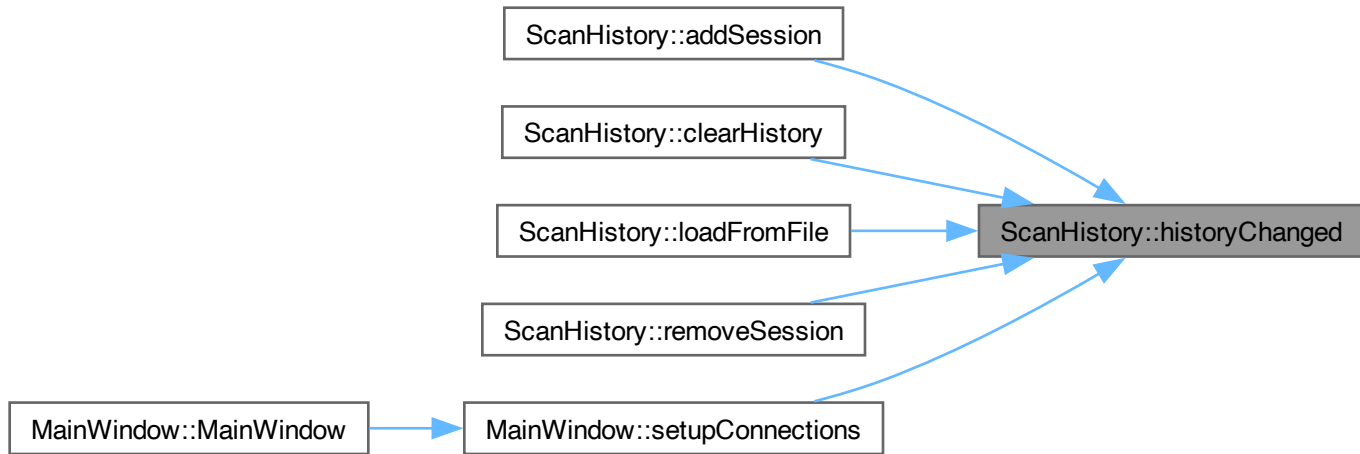 ScanHistory::addSession
ScanHistory::clearHistory
ScanHistory::loadFromFile
ScanHistory::historyChanged
ScanHistory::removeSession
MainWindow::MainWindow
MainWindow::setupConnections